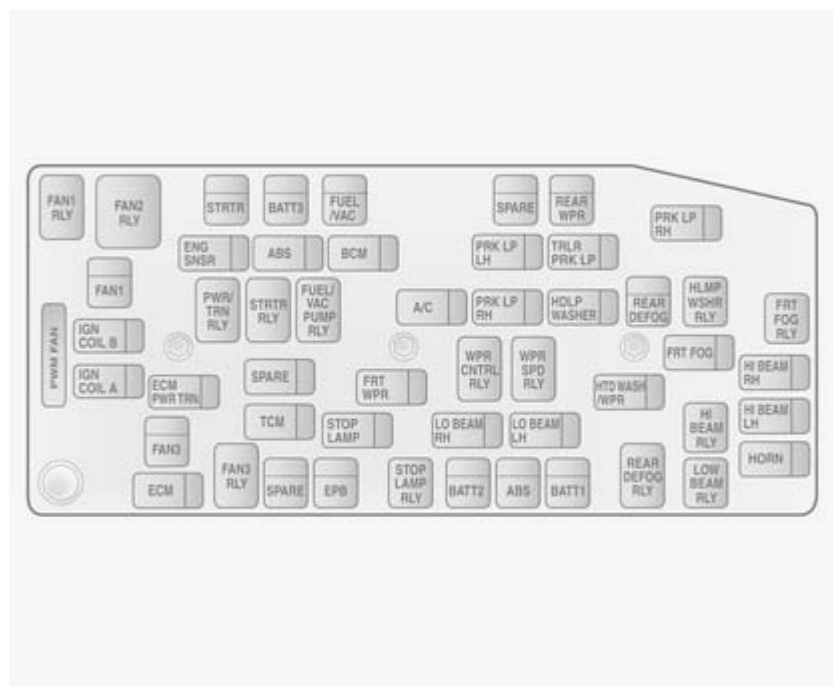 FAN1
RLY
FAN2
RLY
STRTR
BATT3
FUEL
/VAC
SPARE
REAR
WPR
PRK LP
RH
ENG
SNSR
ABS
BCM
PRK LP
LH
TRLR
PRK LP
FAN1
PWR/
TRN
RLY
STRTR
RLY
FUEL/
VAC
PUMP
RLY
A/C
PRK LP
RH
HDLP
WASHER
REAR
DEFOG
HLMP
WSHR
RLY
FRT
FOG
RLY
PWM FAN
IGN
COIL B
IGN
COIL A
ECM
PWR TRN
SPARE
FRT
WPR
WPR
CNTRL
RLY
WPR
SPD
RLY
FRT FOG
HTD WASH
/WPR
HI BEAM
RH
TCM
STOP
LAMP
LO BEAM
RH
LO BEAM
LH
HI
BEAM
RLY
HI BEAM
LH
FAN3
HORN
ECM
FAN3
RLY
SPARE
EPB
STOP
LAMP
RLY
BATT2
ABS
BATT1
REAR
DEFOG
RLY
LOW
BEAM
RLY